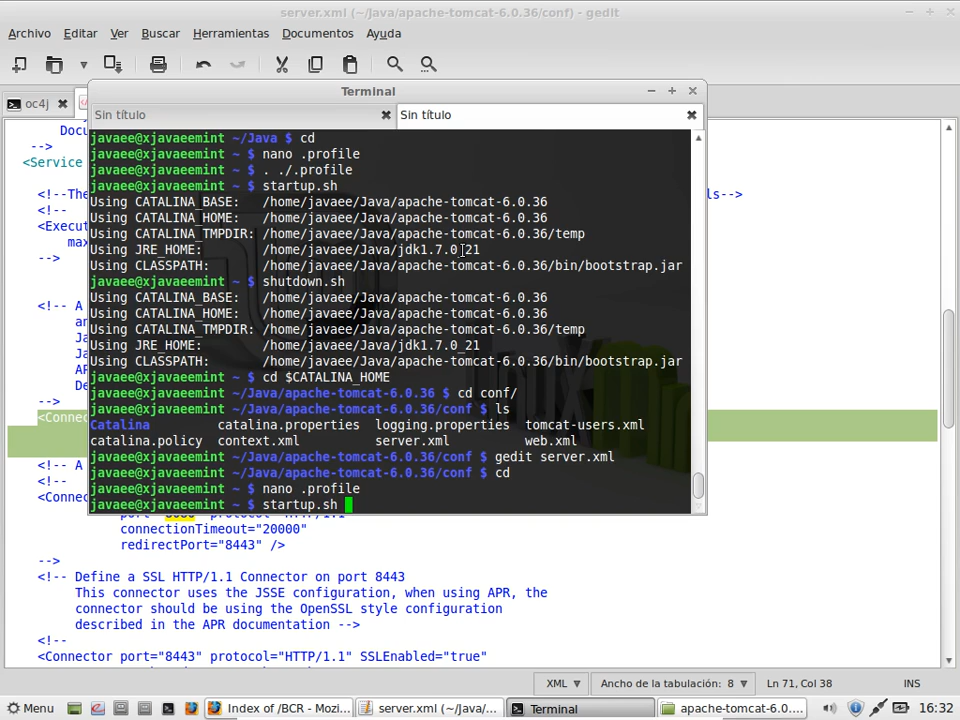 server.xml (~/Java/apache-tomcat-6.0.36/conf) - gedit
Archivo Editar Ver Buscar Herramientas Documentos Ayuda
oc4j
Terminal
Sin título
Sin título
javaee@xjavaeemint ~/Java $ cd
javaee@xjavaeemint ~ $ nano .profile
javaee@xjavaeemint ~ $ . ./.profile
javaee@xjavaeemint ~ $ startup.sh
Using CATALINA_BASE: /home/javaee/Java/apache-tomcat-6.0.36
Using CATALINA_HOME: /home/javaee/Java/apache-tomcat-6.0.36
Using CATALINA_TMPDIR: /home/javaee/Java/apache-tomcat-6.0.36/temp
Using JRE_HOME: /home/javaee/Java/jdk1.7.0_21
Using CLASSPATH: /home/javaee/Java/apache-tomcat-6.0.36/bin/bootstrap.jar
javaee@xjavaeemint ~ $ shutdown.sh
Using CATALINA_BASE: /home/javaee/Java/apache-tomcat-6.0.36
Using CATALINA_HOME: /home/javaee/Java/apache-tomcat-6.0.36
Using CATALINA_TMPDIR: /home/javaee/Java/apache-tomcat-6.0.36/temp
Using JRE_HOME: /home/javaee/Java/jdk1.7.0_21
Using CLASSPATH: /home/javaee/Java/apache-tomcat-6.0.36/bin/bootstrap.jar
javaee@xjavaeemint ~ $ cd $CATALINA_HOME
javaee@xjavaeemint ~/Java/apache-tomcat-6.0.36 $ cd conf/
javaee@xjavaeemint ~/Java/apache-tomcat-6.0.36/conf $ ls
Catalina catalina.properties logging.properties tomcat-users.xml
catalina.policy context.xml server.xml web.xml
javaee@xjavaeemint ~/Java/apache-tomcat-6.0.36/conf $ gedit server.xml
javaee@xjavaeemint ~/Java/apache-tomcat-6.0.36/conf $ cd
javaee@xjavaeemint ~ $ nano .profile
javaee@xjavaeemint ~ $ startup.sh
Docu
-->
<Service
<!--The
ls-->
<!--
<Execu
max
-->
<!-- A
an
Ja
Ja
AP
De
-->
<Connec
<!-- A
<!--
<Conne
connectionTimeout="20000"
redirectPort="8443" />
-->
<!-- Define a SSL HTTP/1.1 Connector on port 8443
This connector uses the JSSE configuration, when using APR, the
connector should be using the OpenSSL style configuration
described in the APR documentation -->
<!--
<Connector port="8443" protocol="HTTP/1.1" SSLEnabled="true"
XML Ancho de la tabulación: 8 Ln 71, Col 38 INS
Menu Index of /BCR - Mozi... server.xml (~/Java/... Terminal apache-tomcat-6.0.... 16:32